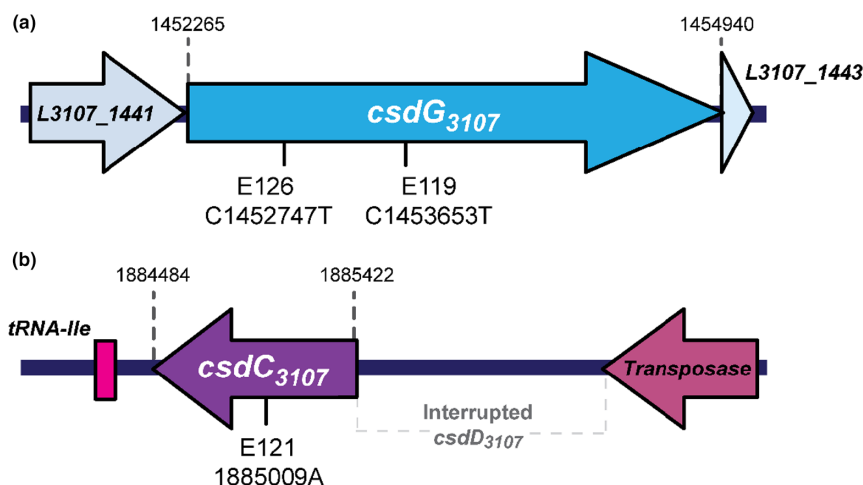 (a)
1452265
1454940
L3107_1441
csdG3107
L3107_1443
E126
C1452747T
E119
C1453653T
(b)
1884484
1885422
tRNA-Ile
csdC3107
Transposase
Interrupted
csdD3107
E121
1885009A